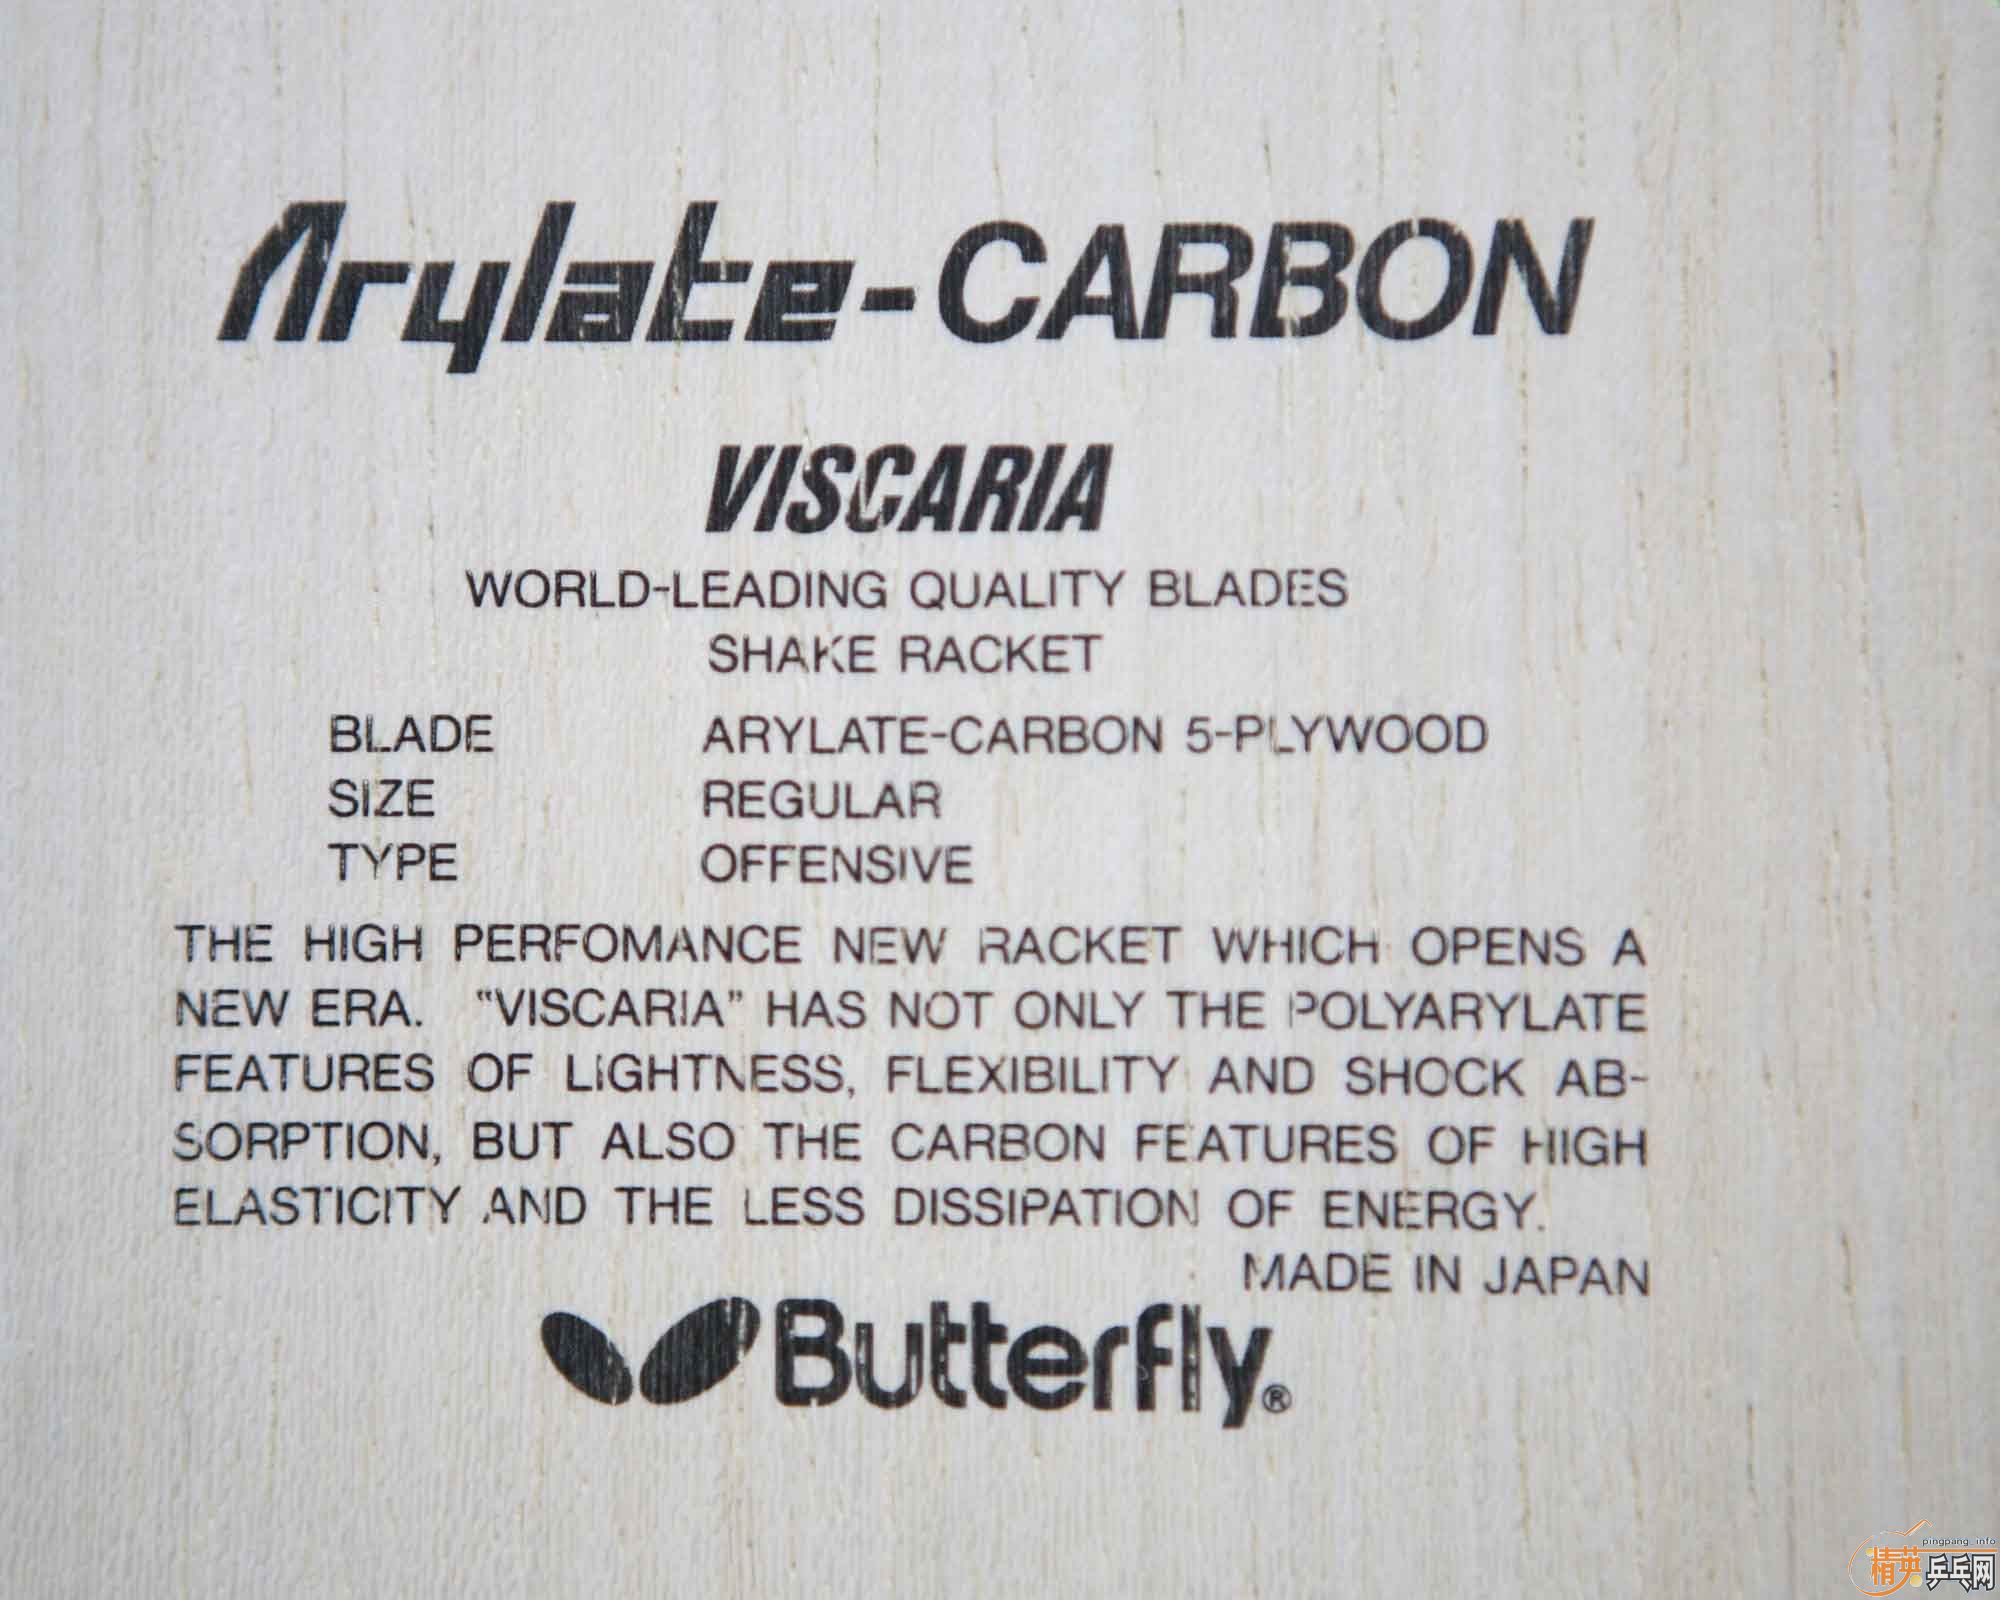 Arylate-CARBON
VISCARIA
WORLD-LEADING QUALITY BLADES
SHAKE RACKET
BLADE ARYLATE-CARBON 5-PLYWOOD
SIZE REGULAR
TYPE OFFENSIVE
THE HIGH PERFOMANCE NEW RACKET WHICH OPENS A
NEW ERA. "VISCARIA" HAS NOT ONLY THE POLYARYLATE
FEATURES OF LIGHTNESS, FLEXIBILITY AND SHOCK AB-
SORPTION, BUT ALSO THE CARBON FEATURES OF HIGH
ELASTICITY AND THE LESS DISSIPATION OF ENERGY.
MADE IN JAPAN
Butterfly®
pingpang.info
精英乒乓网